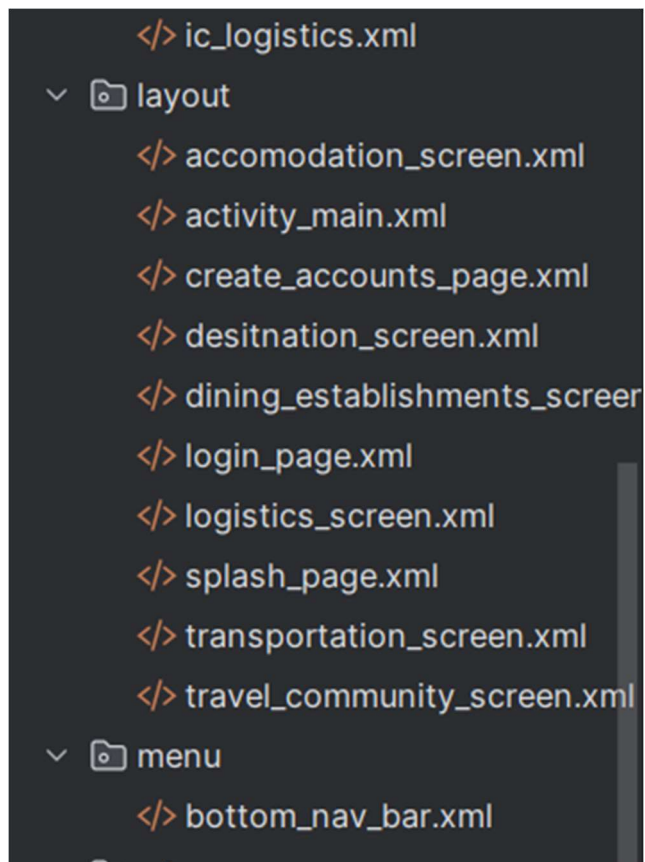 </> ic_logistics.xml
layout
</> accomodation_screen.xml
</> activity_main.xml
</> create_accounts_page.xml
</> desitnation_screen.xml
</> dining_establishments_screer
</> login_page.xml
</> logistics_screen.xml
</> splash_page.xml
</> transportation_screen.xml
</> travel_community_screen.xml
menu
</> bottom_nav_bar.xml